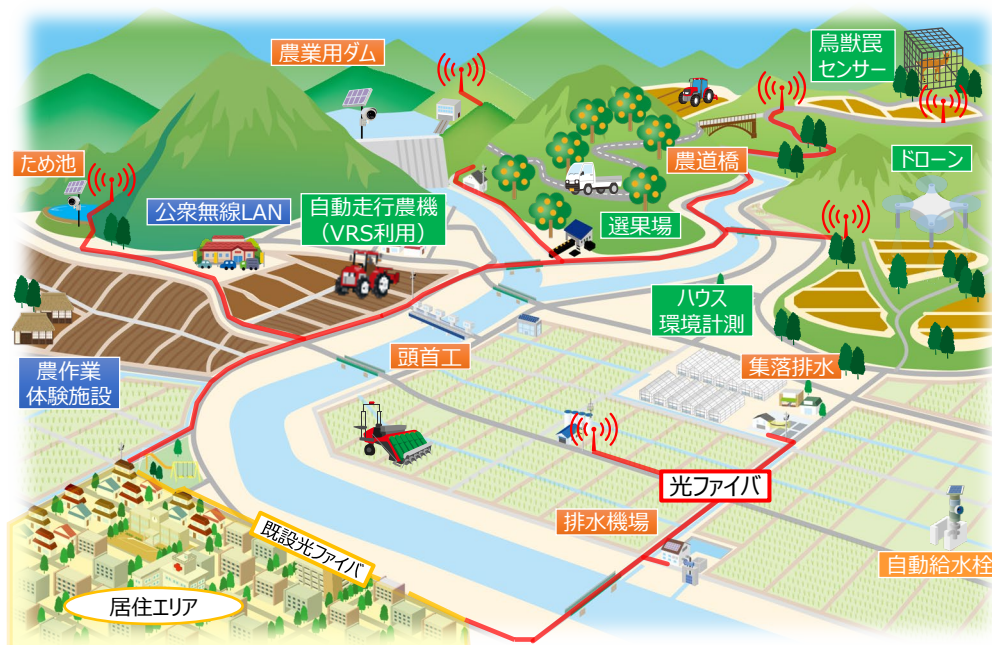 農業用ダム
鳥獣罠
センサー
ため池
公衆無線LAN
自動走行農機
（VRS利用）
農道橋
ドローン
選果場
ハウス
環境計測
頭首工
集落排水
農作業
体験施設
光ファイバ
排水機場
既設光ファイバ
自動給水栓
居住エリア